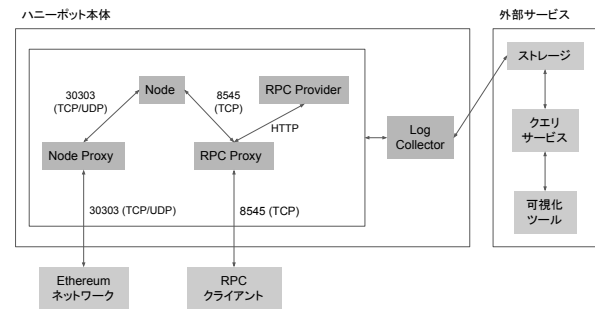 ハニーポット本体
外部サービス
ストレージ
30303
(TCP/UDP)
Node
8545
(TCP)
RPC Provider
HTTP
Log
Collector
クエリ
サービス
Node Proxy
RPC Proxy
30303 (TCP/UDP)
8545 (TCP)
可視化
ツール
Ethereum
ネットワーク
RPC
クライアント